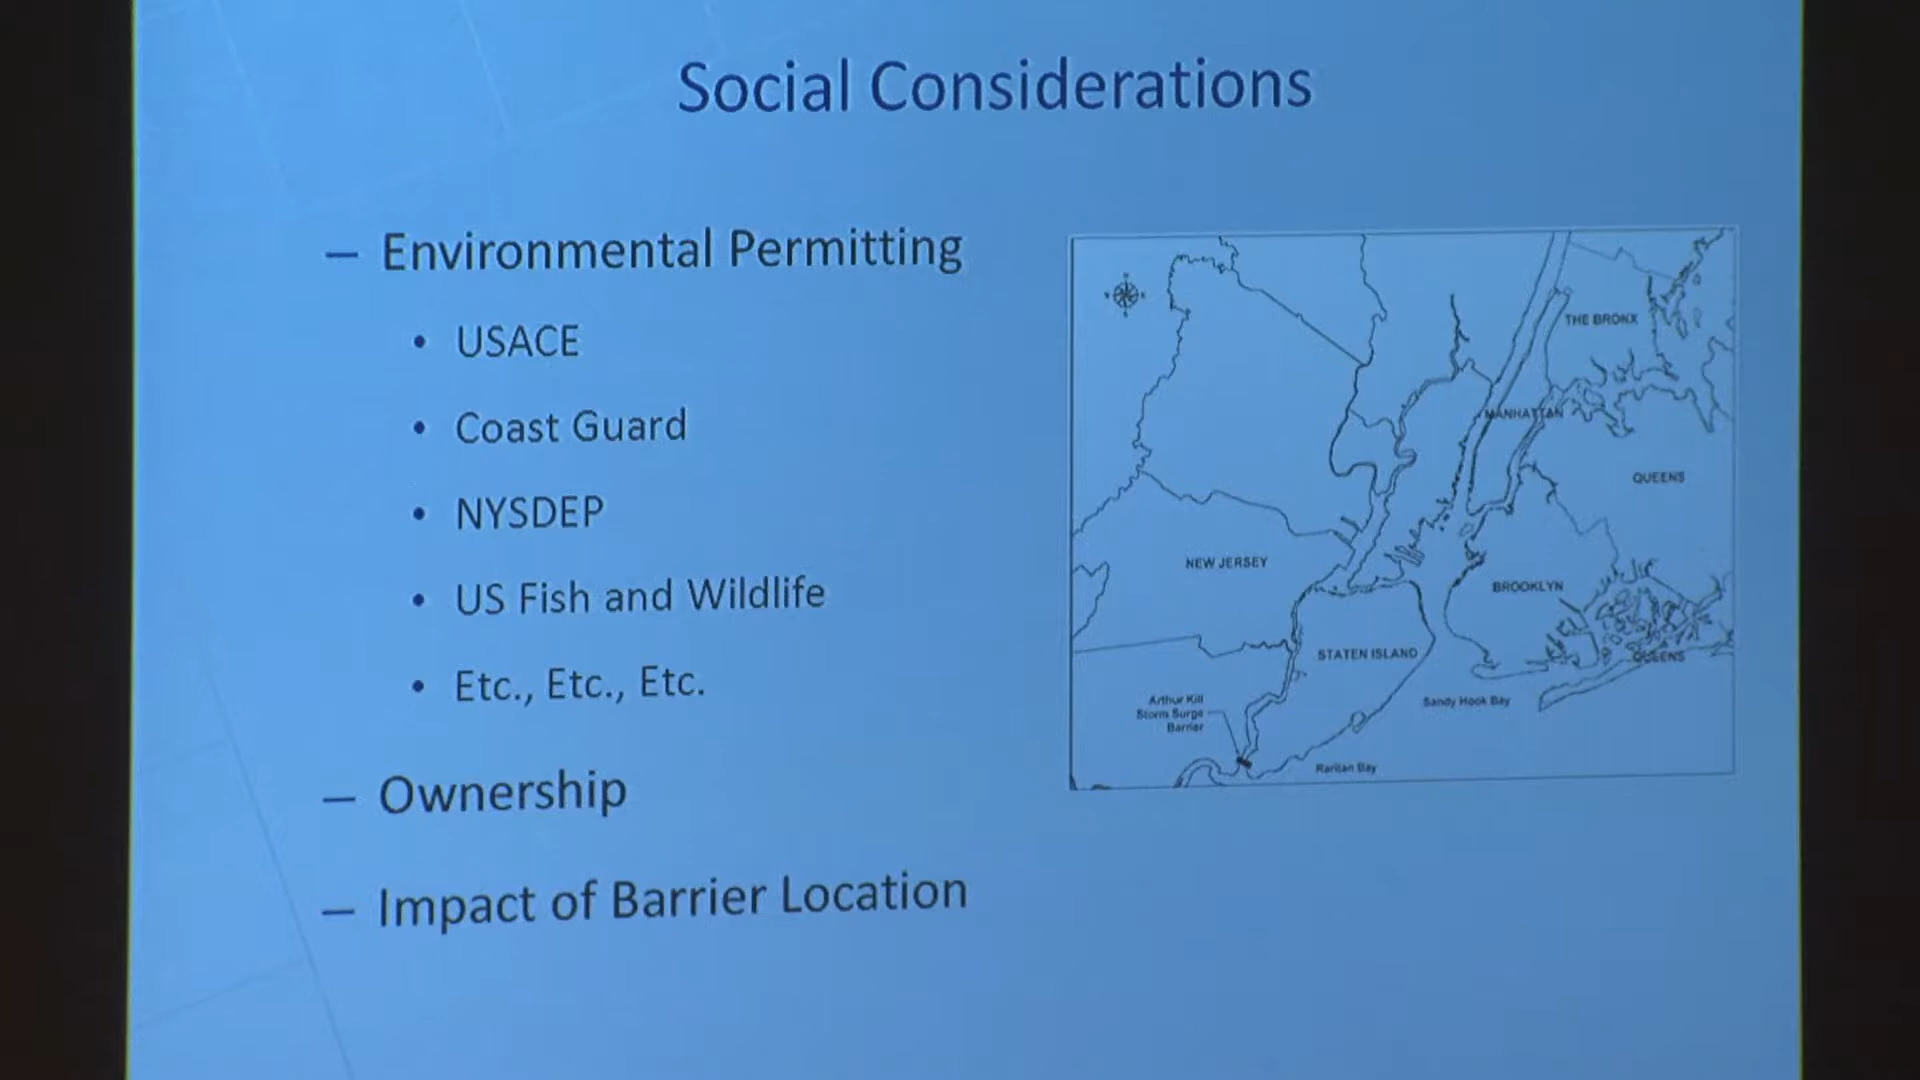 Social Considerations
– Environmental Permitting
• USACE
• Coast Guard
• NYSDEP
• US Fish and Wildlife
• Etc., Etc., Etc.
– Ownership
– Impact of Barrier Location
THE BRONX
MANHATTAN
QUEENS
NEW JERSEY
BROOKLYN
STATEN ISLAND
QUEENS
Arthur Kill
Storm Surge
Barrier
Sandy Hook Bay
Raritan Bay